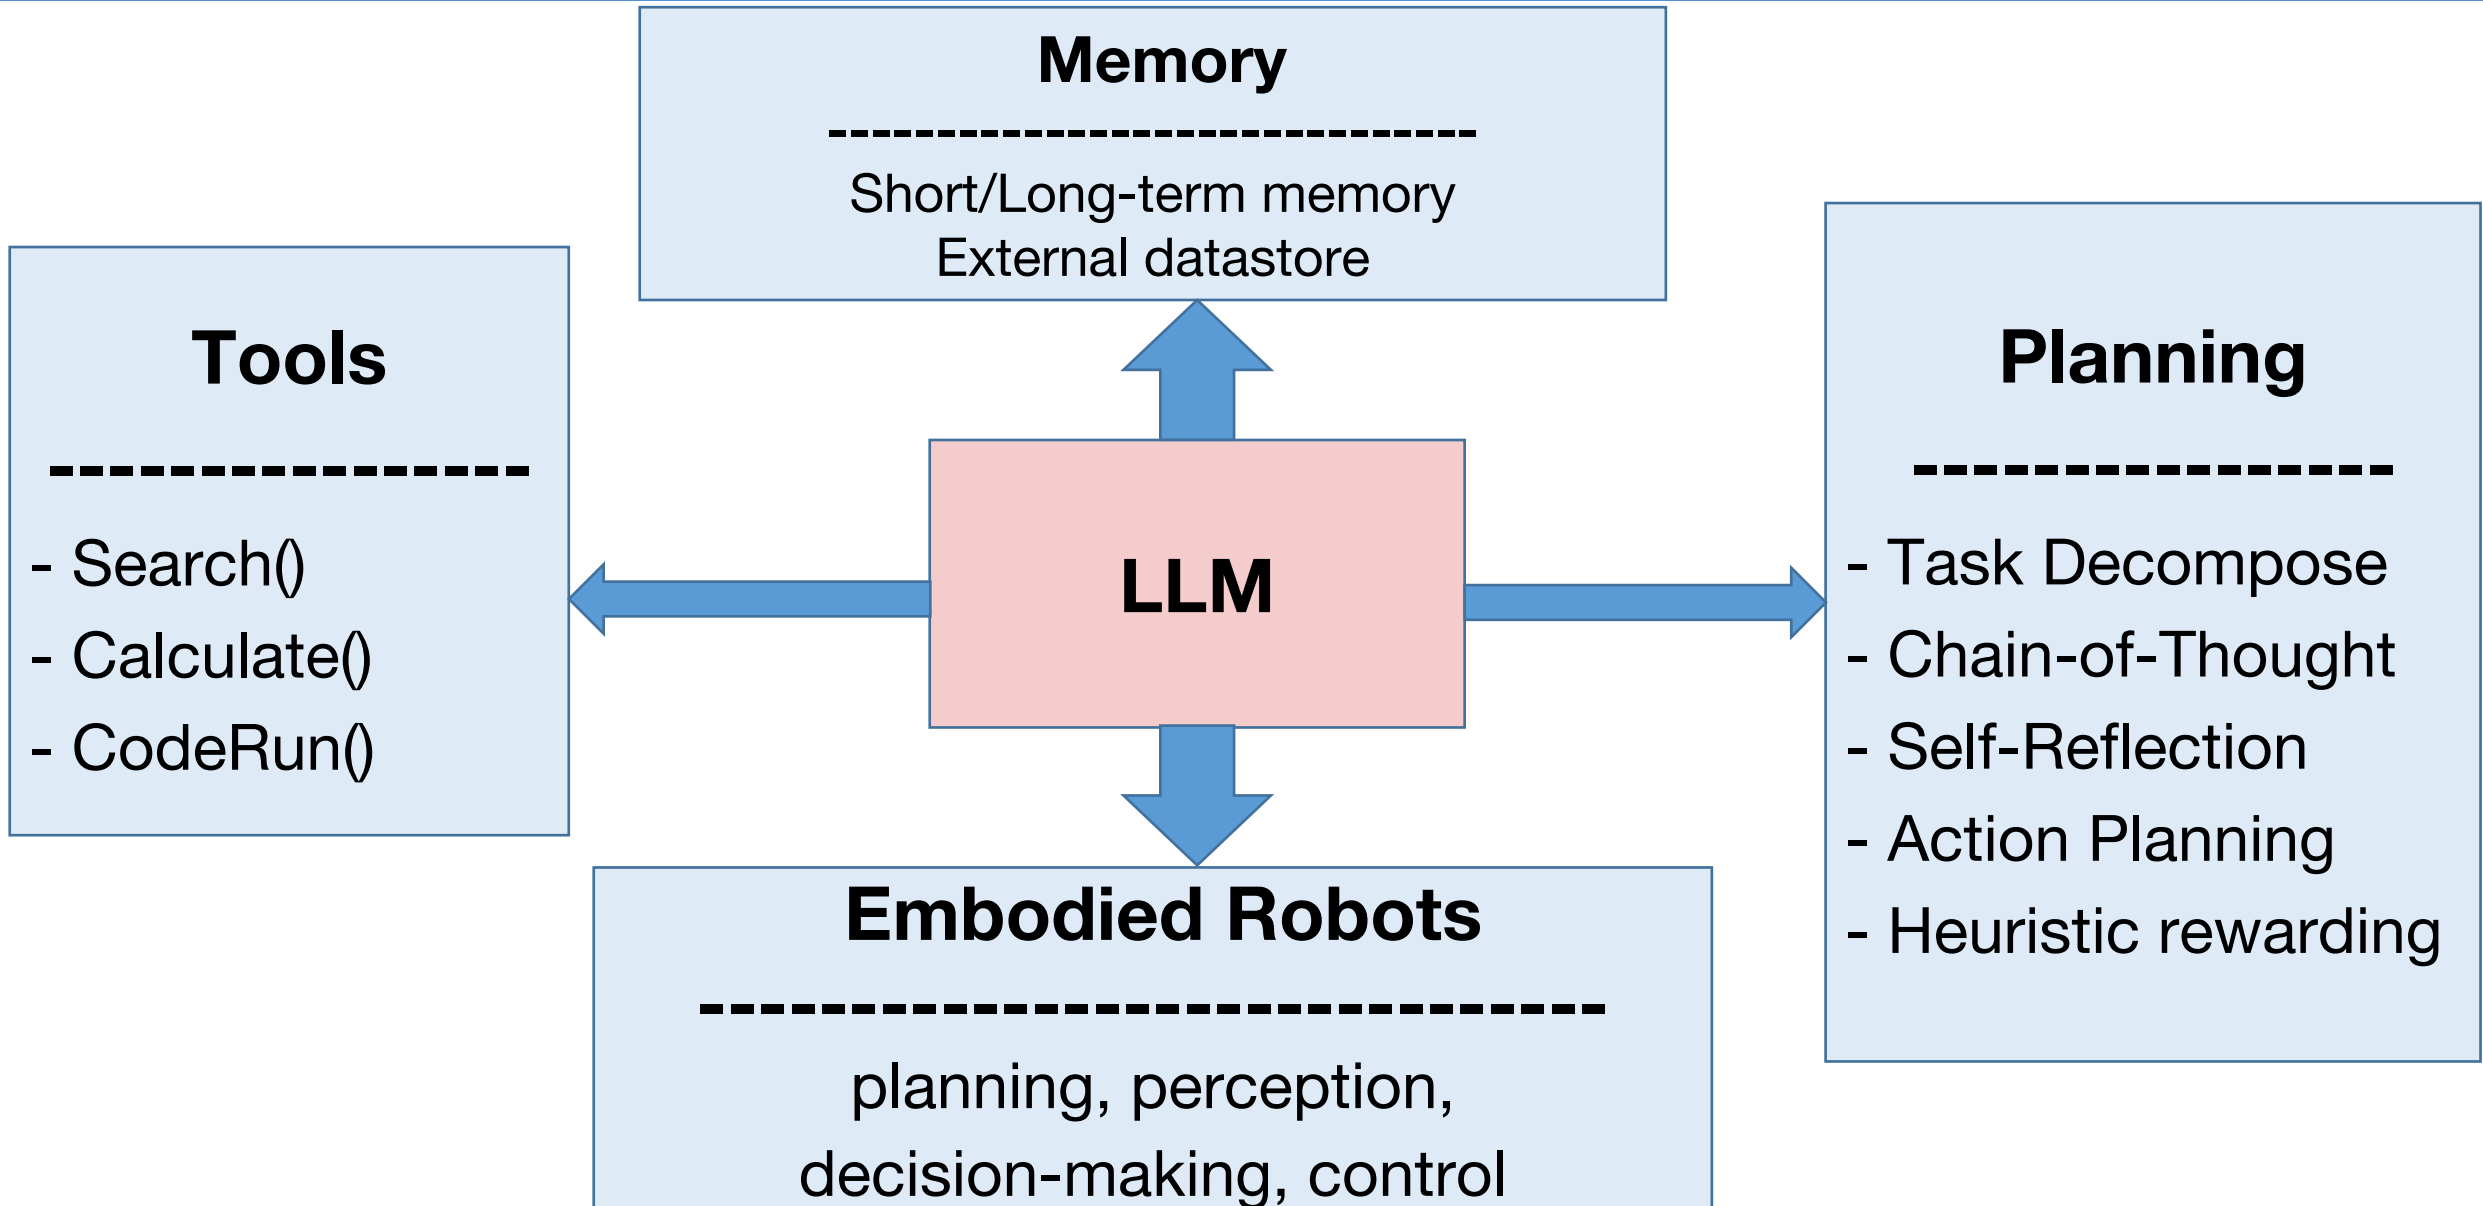 Memory
Short/Long-term memory
External datastore
Tools
- Search()
- Calculate()
- CodeRun()
LLM
Planning
- Task Decompose
- Chain-of-Thought
- Self-Reflection
- Action Planning
- Heuristic rewarding
Embodied Robots
planning, perception,
decision-making, control